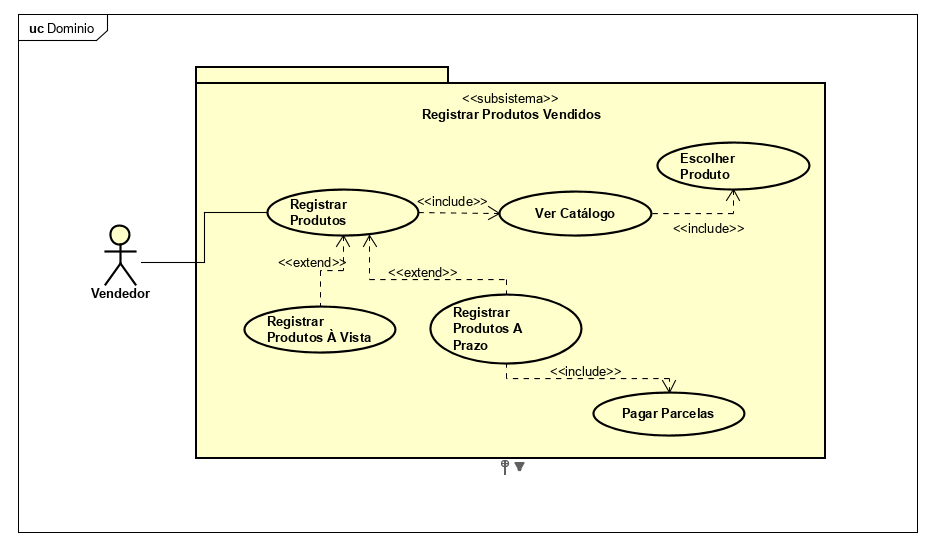 uc Dominio
<<subsistema>>
Registrar Produtos Vendidos
Escolher
Produto
Registrar
Produtos
<<include>>
Ver Catálogo
<<include>>
Vendedor
<<extend>>
<<extend>>
Registrar
Produtos À Vista
Registrar
Produtos A
Prazo
<<include>>
Pagar Parcelas